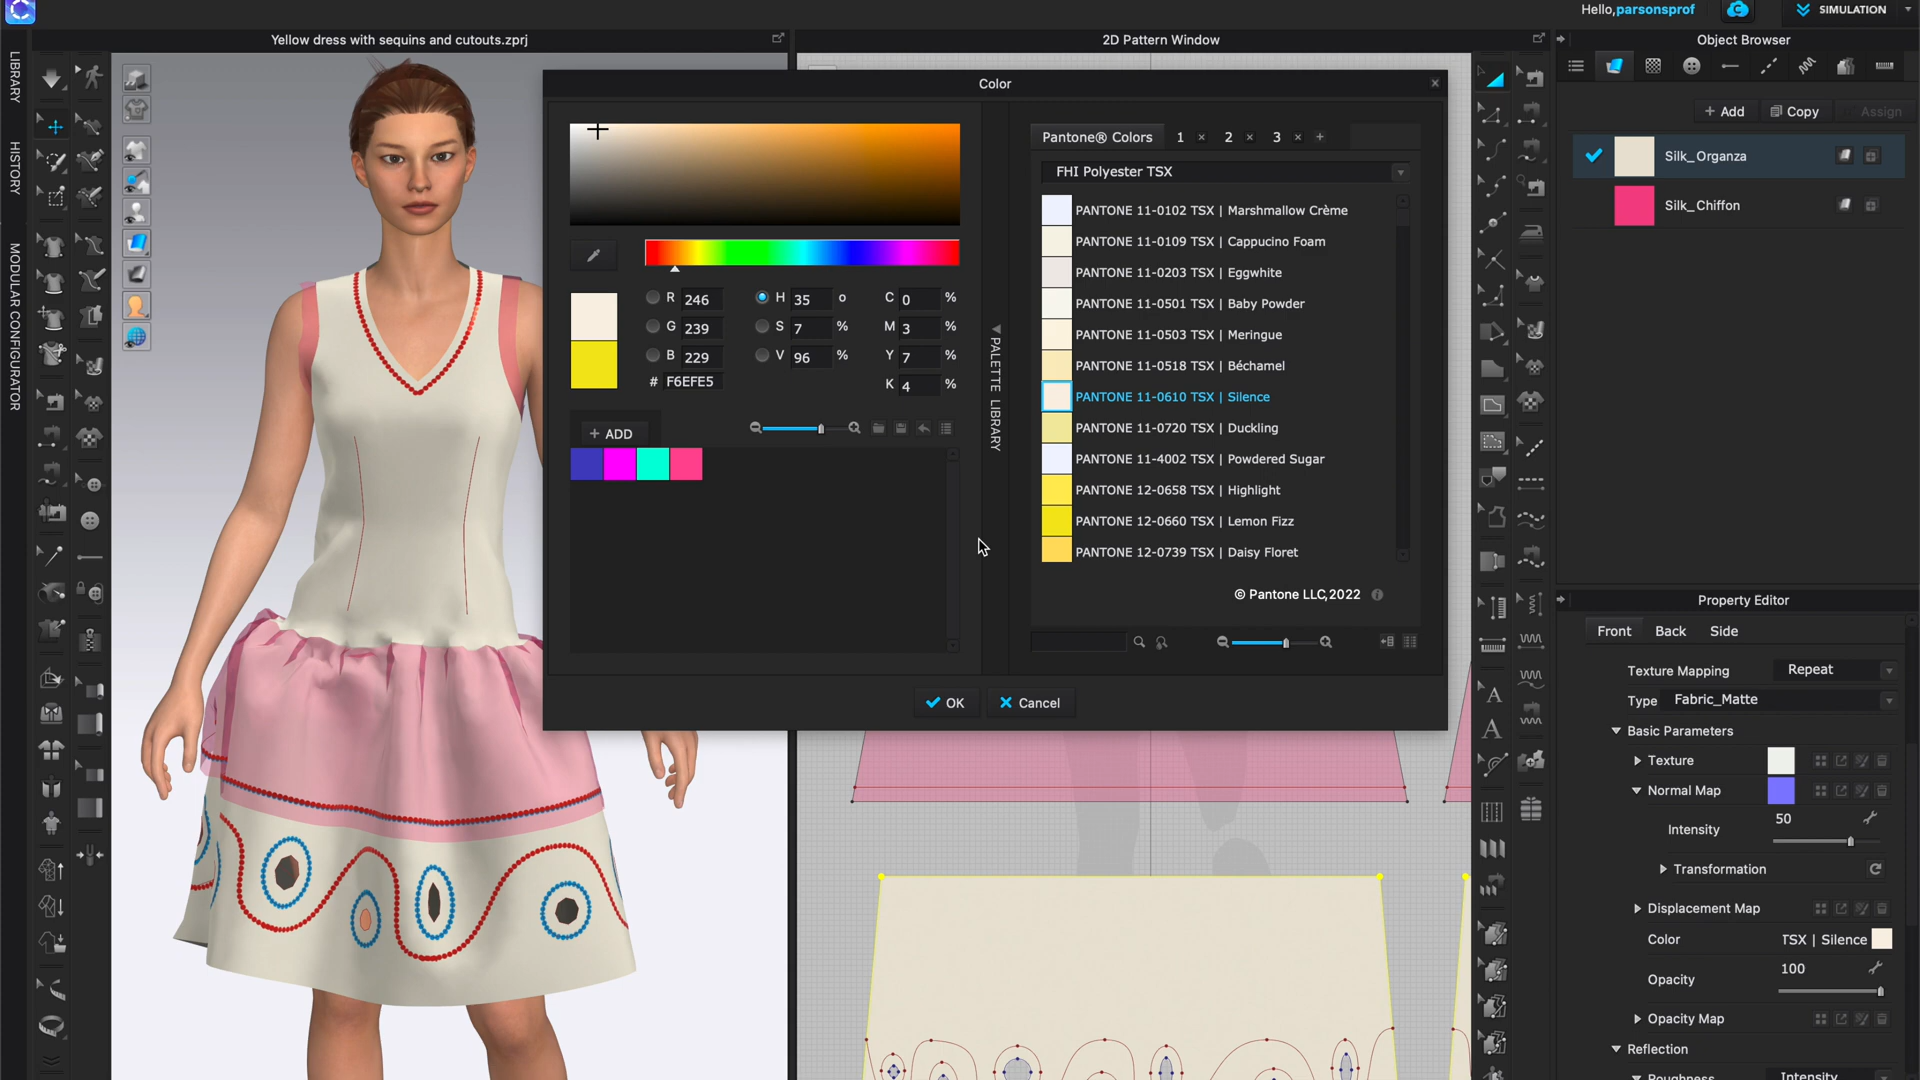 Hello,parsonsprof
SIMULATION
Yellow dress with sequins and cutouts.zprj
2D Pattern Window
Object Browser
LIBRARY
HISTORY
MODULAR CONFIGURATOR
+ Add
Copy
Assign
Silk_Organza
Silk_Chiffon
Color
R 246
G 239
B 229
# F6EFE5
H 35 o
S 7 %
V 96 %
C 0 %
M 3 %
Y 7 %
K 4 %
+ ADD
PALETTE LIBRARY
Pantone® Colors
1
2
3
FHI Polyester TSX
PANTONE 11-0102 TSX | Marshmallow Crème
PANTONE 11-0109 TSX | Cappucino Foam
PANTONE 11-0203 TSX | Eggwhite
PANTONE 11-0501 TSX | Baby Powder
PANTONE 11-0503 TSX | Meringue
PANTONE 11-0518 TSX | Béchamel
PANTONE 11-0610 TSX | Silence
PANTONE 11-0720 TSX | Duckling
PANTONE 11-4002 TSX | Powdered Sugar
PANTONE 12-0658 TSX | Highlight
PANTONE 12-0660 TSX | Lemon Fizz
PANTONE 12-0739 TSX | Daisy Floret
© Pantone LLC,2022
OK
Cancel
Property Editor
Front Back Side
Texture Mapping Repeat
Type Fabric_Matte
Basic Parameters
Texture
Normal Map
50
Intensity
Transformation
Displacement Map
Color TSX | Silence
100
Opacity
Opacity Map
Reflection
Roughness Intensity